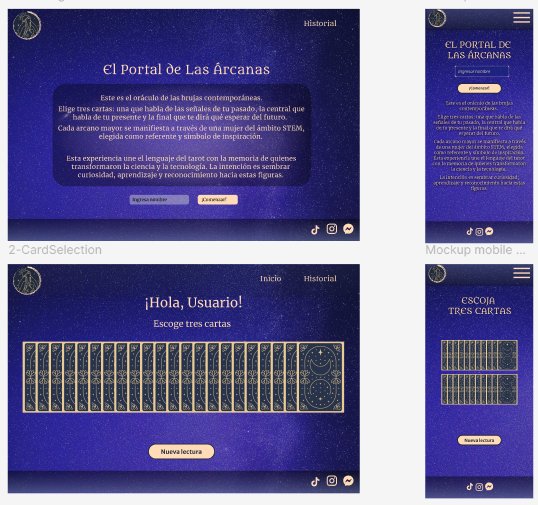 Historial
El Portal de Las Árcanas
Este es el oráculo de las brujas contemporáneas.
Elige tres cartas: una que habla de las señales de tu pasado, la central que
habla de tu presente y la final que te dirá qué esperar del futuro.
Cada arcano mayor se manifiesta a través de una mujer del ámbito STEM,
elegida como referente y símbolo de inspiración.
Esta experiencia une el lenguaje del tarot con la memoria de quienes
transformaron la ciencia y la tecnología. La intención es sembrar
curiosidad, aprendizaje y reconocimiento hacia estas figuras.
Ingresa nombre
¡Comenzar!
EL PORTAL DE
LAS ÁRCANAS
Ingresar nombre
¡Comenzar!
Este es el oráculo de las brujas
contemporáneas.
Elige tres cartas: una que habla de las
señales de tu pasado, la central que habla
de tu presente y la final que te dirá qué
esperar del futuro.
Cada arcano mayor se manifiesta a través
de una mujer del ámbito STEM, elegida
como referente y símbolo de inspiración.
Esta experiencia une el lenguaje del tarot
con la memoria de quienes transformaron
la ciencia y la tecnología.
La intención es sembrar curiosidad,
aprendizaje y reconocimiento hacia estas
figuras.
2-CardSelection
Mockup mobile ...
Inicio
Historial
¡Hola, Usuario!
Escoge tres cartas
Nueva lectura
ESCOJA
TRES CARTAS
Nueva lectura